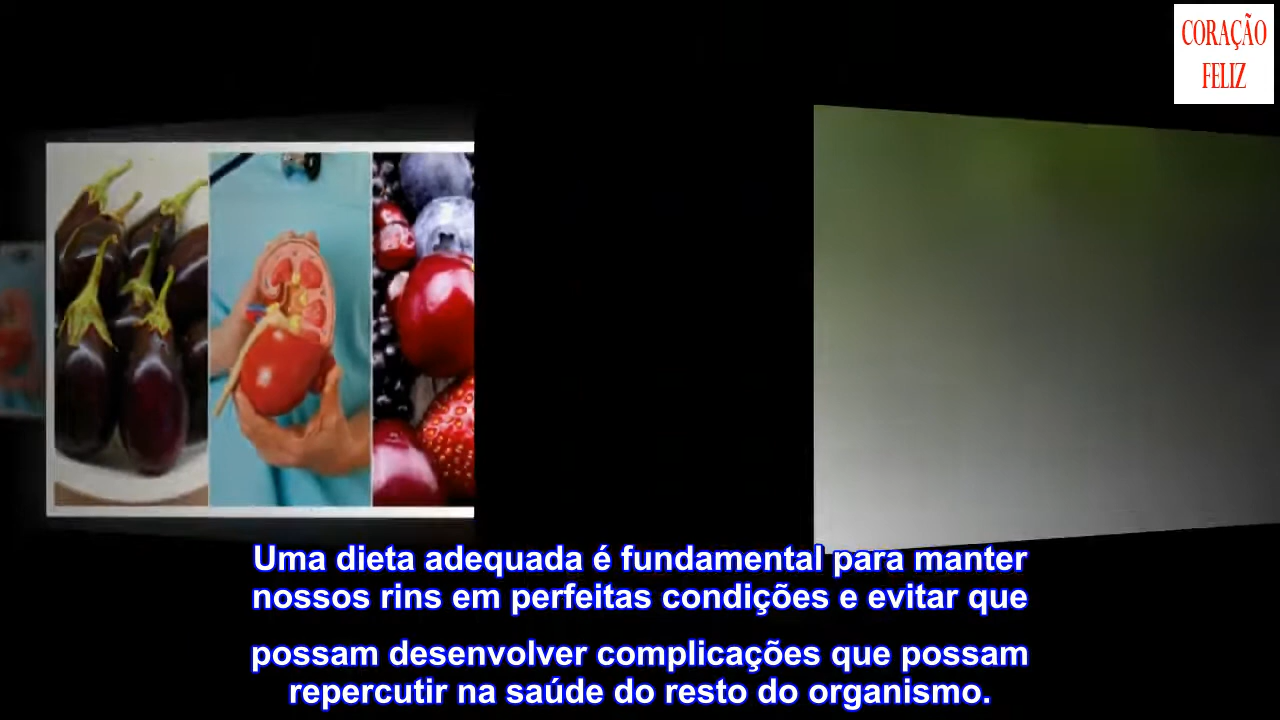 CORAÇÃO
FELIZ
Uma dieta adequada é fundamental para manter
nossos rins em perfeitas condições e evitar que
possam desenvolver complicações que possam
repercutir na saúde do resto do organismo.